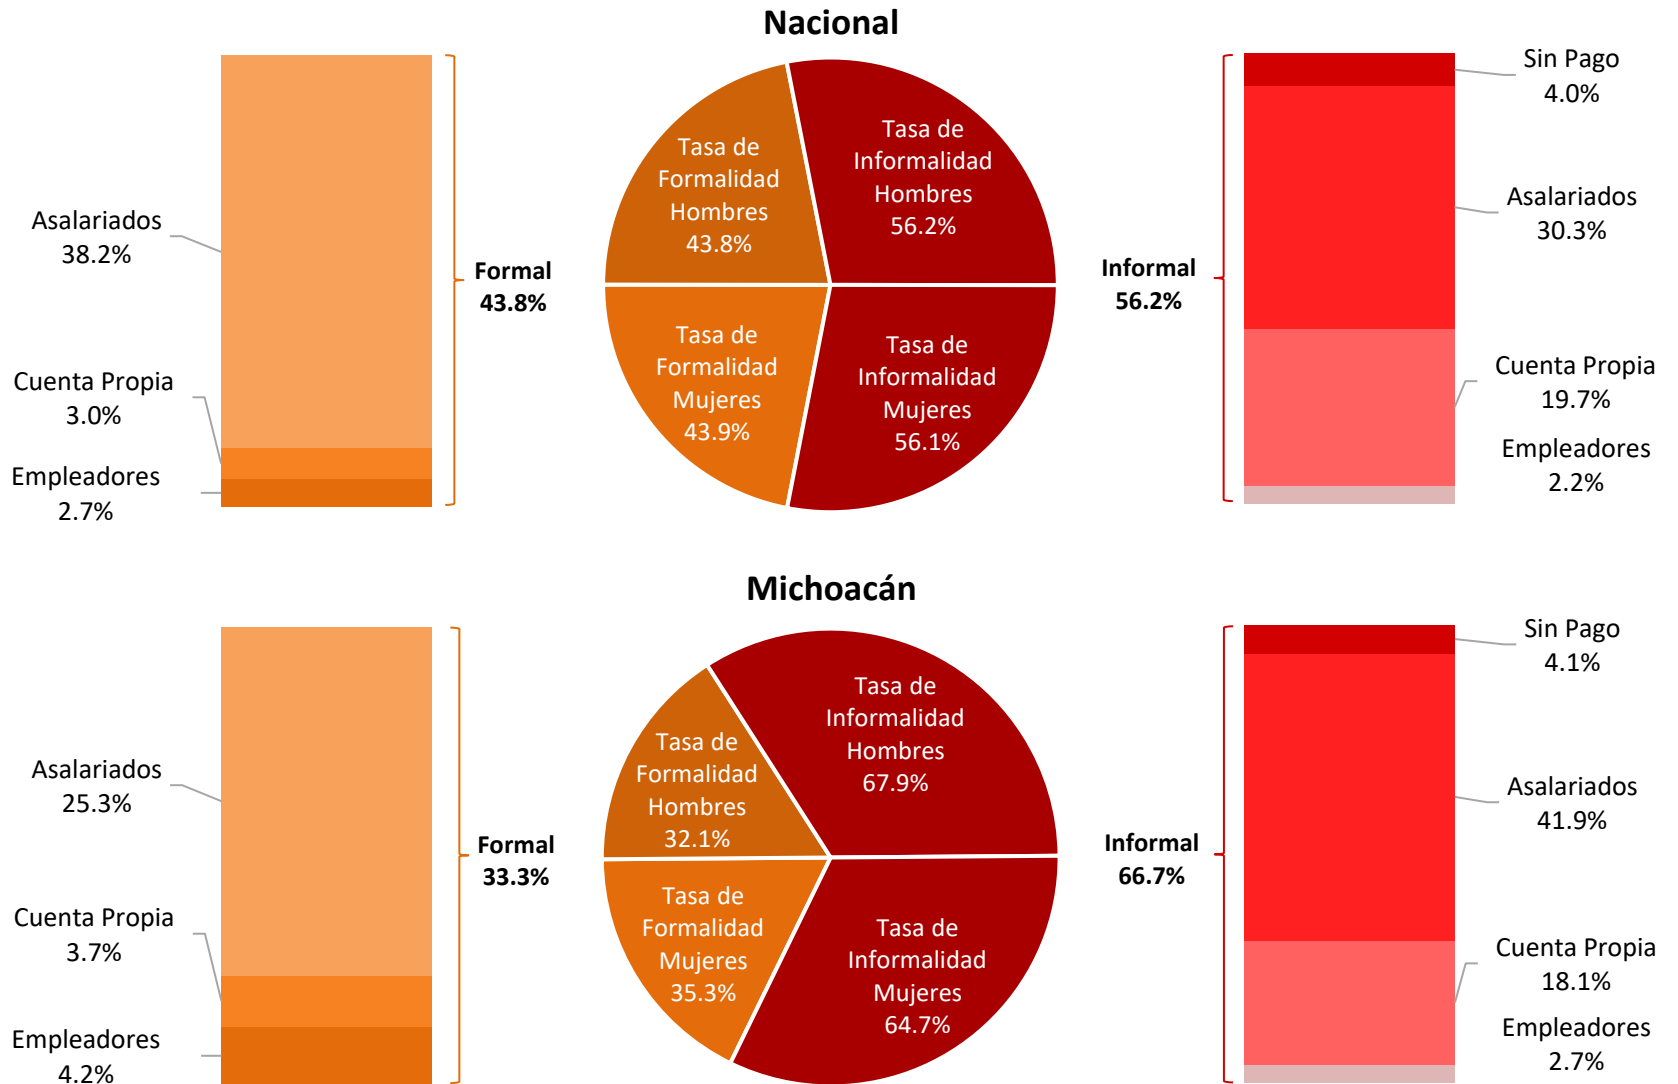 Nacional
Asalariados
38.2%
Cuenta Propia
3.0%
Empleadores
2.7%
Formal
43.8%
Tasa de
Formalidad
Hombres
43.8%
Tasa de
Informalidad
Hombres
56.2%
Tasa de
Formalidad
Mujeres
43.9%
Tasa de
Informalidad
Mujeres
56.1%
Informal
56.2%
Sin Pago
4.0%
Asalariados
30.3%
Cuenta Propia
19.7%
Empleadores
2.2%
Michoacán
Asalariados
25.3%
Cuenta Propia
3.7%
Empleadores
4.2%
Formal
33.3%
Tasa de
Formalidad
Hombres
32.1%
Tasa de
Informalidad
Hombres
67.9%
Tasa de
Formalidad
Mujeres
35.3%
Tasa de
Informalidad
Mujeres
64.7%
Informal
66.7%
Sin Pago
4.1%
Asalariados
41.9%
Cuenta Propia
18.1%
Empleadores
2.7%